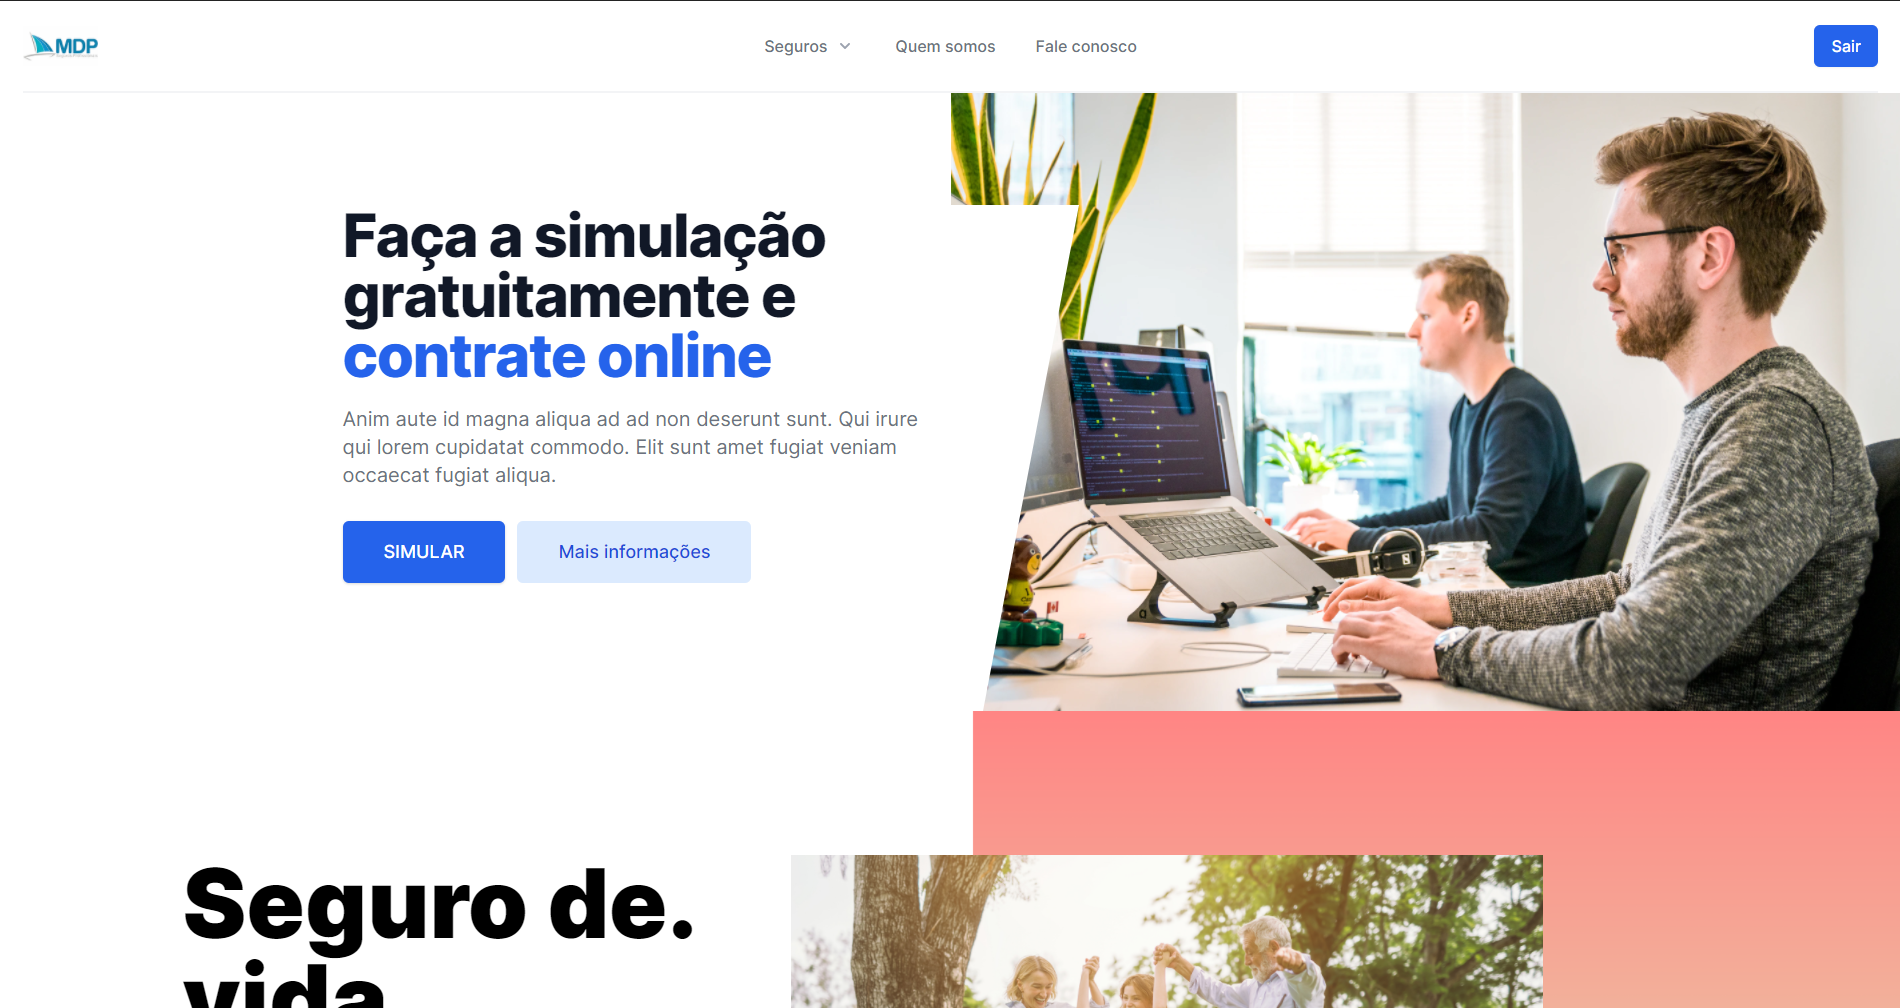 MDP
Seguros
Quem somos
Fale conosco
Sair
Faça a simulação
gratuitamente e
contrate online
Anim aute id magna aliqua ad ad non deserunt sunt. Qui irure
qui lorem cupidatat commodo. Elit sunt amet fugiat veniam
occaecat fugiat aliqua.
SIMULAR
Mais informações
Seguro de.
vida